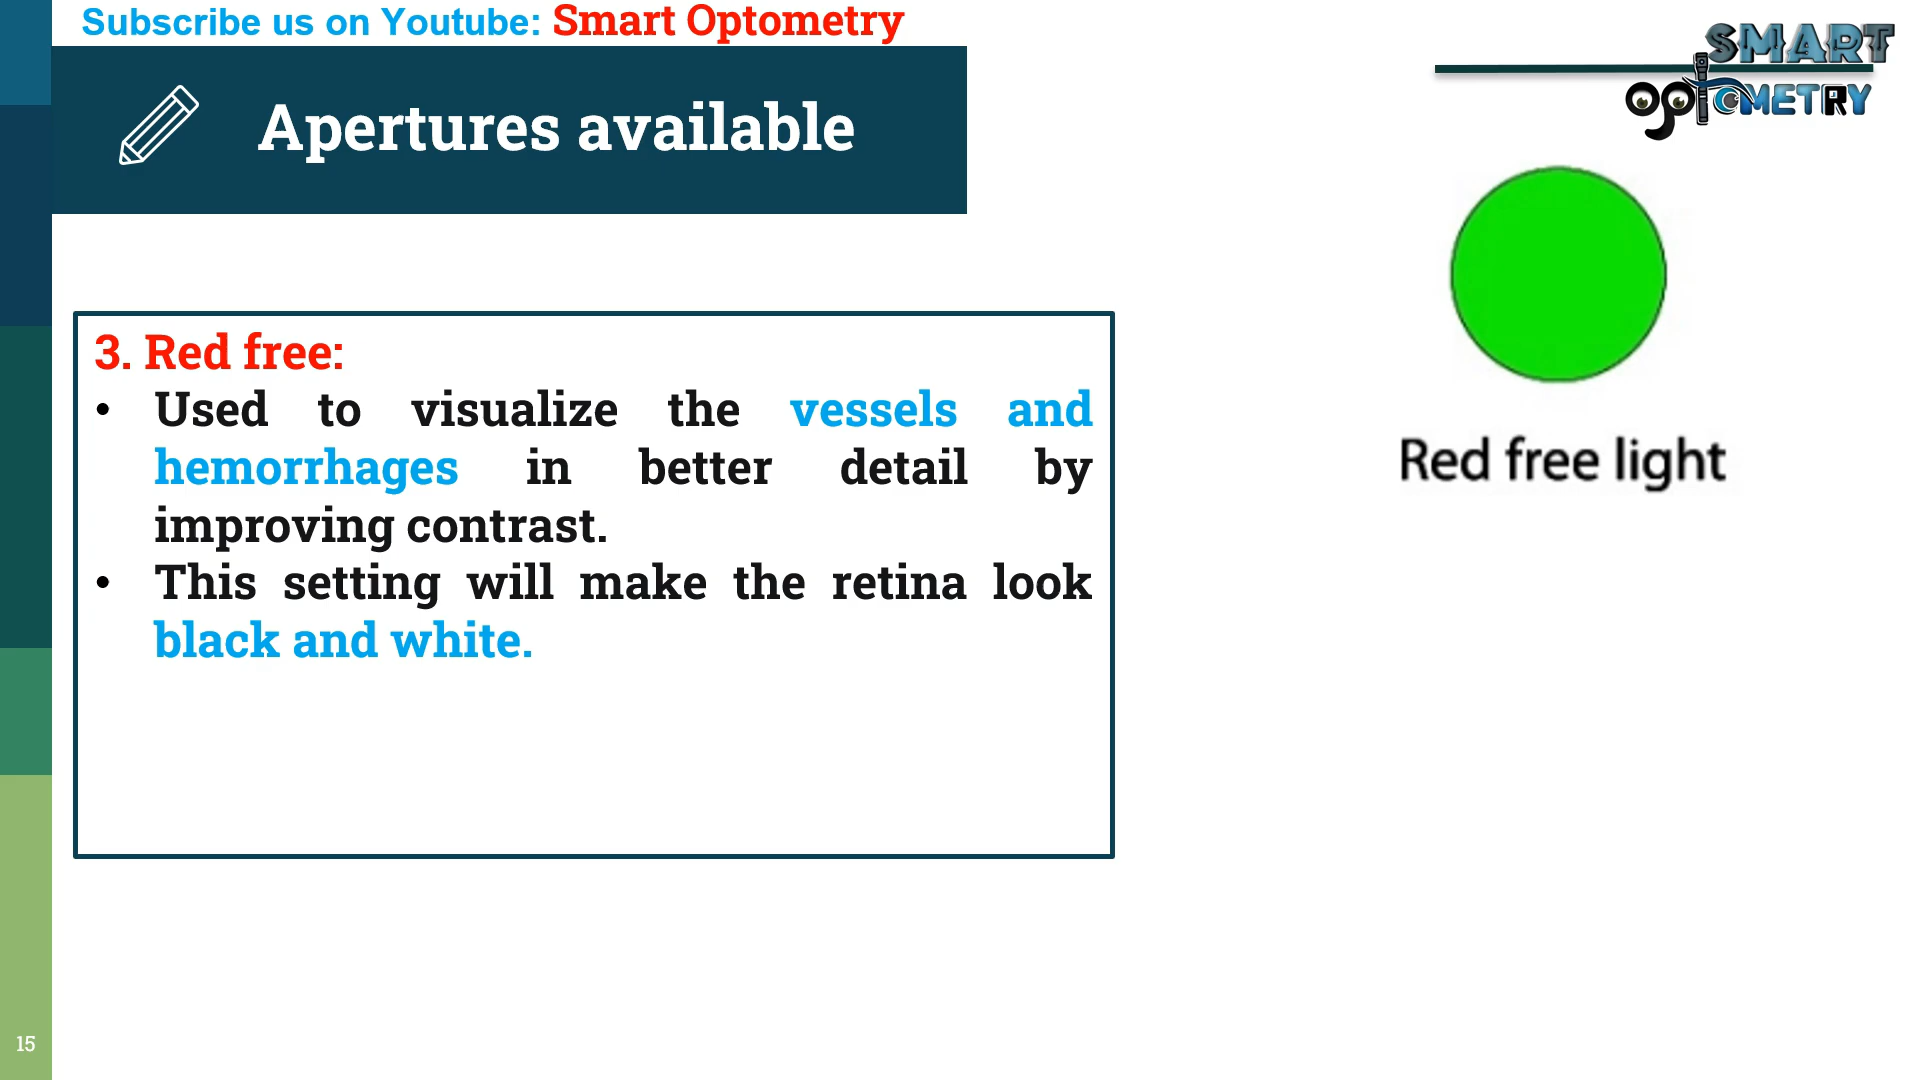 Subscribe us on Youtube: Smart Optometry
SMART
OPTOMETRY
Apertures available
3. Red free:
• Used to visualize the vessels and
hemorrhages in better detail by
improving contrast.
• This setting will make the retina look
black and white.
Red free light
15